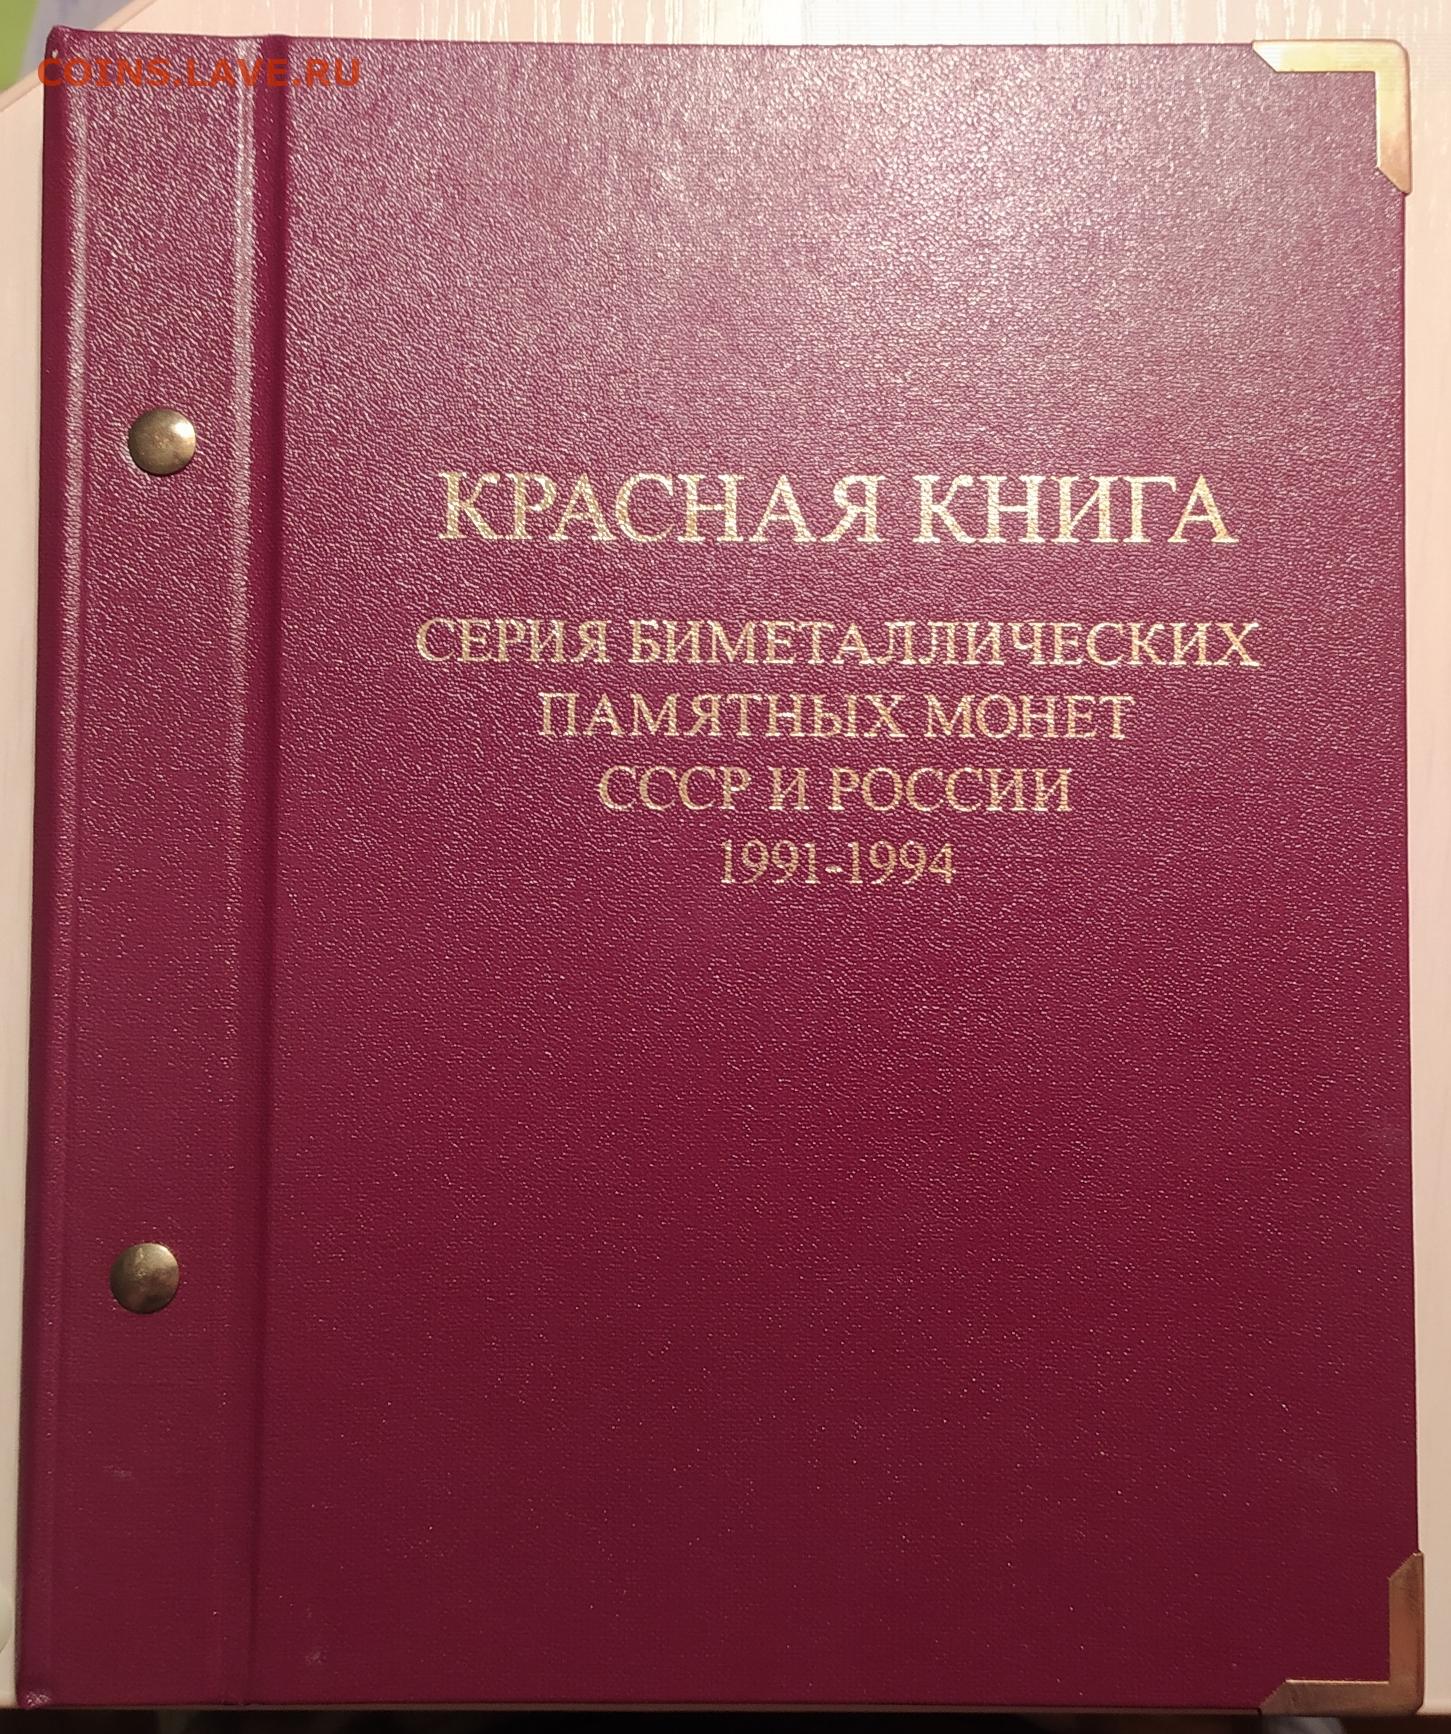 COINS.LAVE.RU
КРАСНАЯ КНИГА
СЕРИЯ БИМЕТАЛЛИЧЕСКИХ
ПАМЯТНЫХ МОНЕТ
СССР И РОССИИ
1991-1994